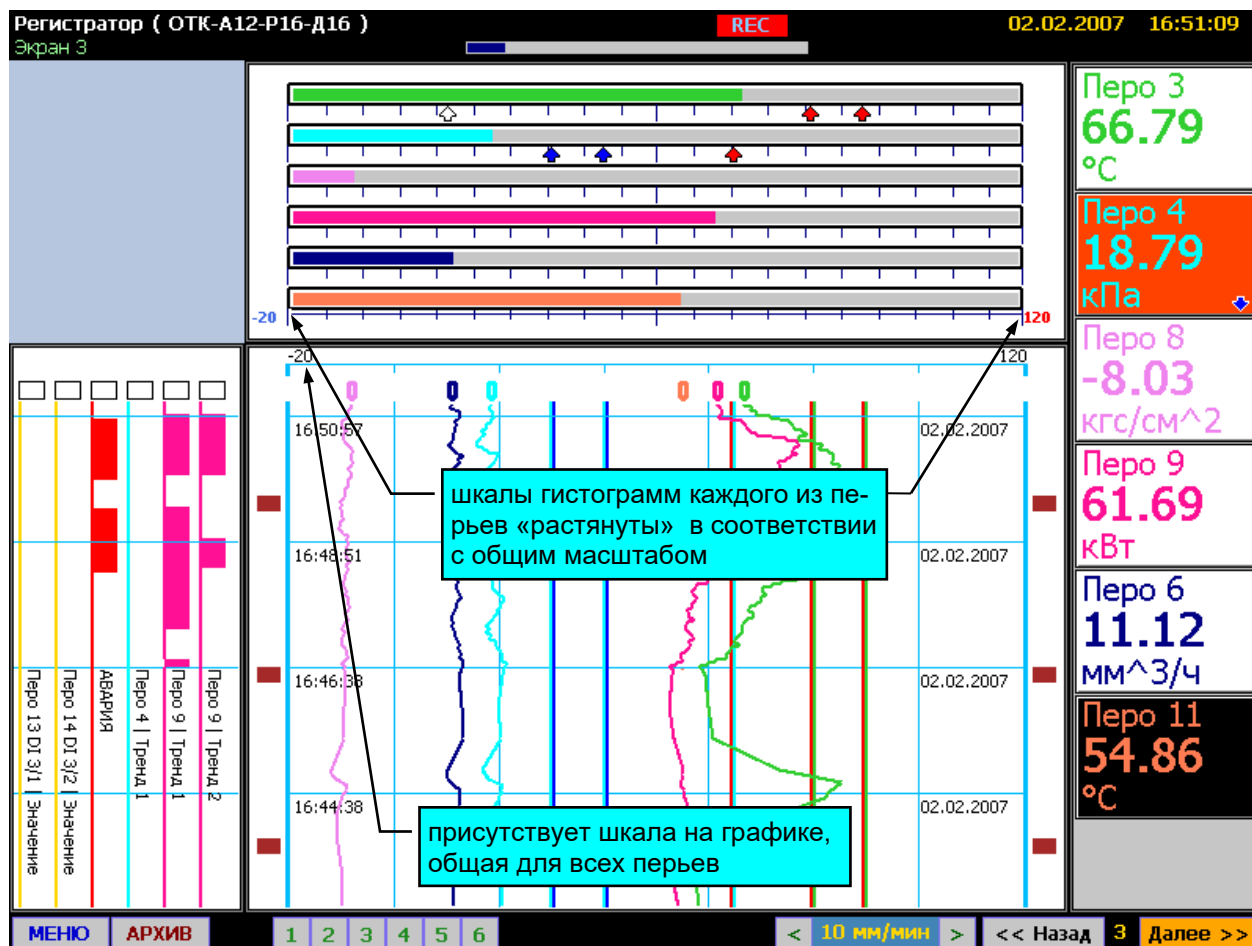 Регистратор ( ОТК-А12-Р16-Д16 )
REC
02.02.2007 16:51:09
Экран 3
-20
120
Перо 3
66.79
°C
Перо 4
18.79
кПа
Перо 8
-8.03
кгс/см^2
Перо 9
61.69
кВт
Перо 6
11.12
мм^3/ч
Перо 11
54.86
°C
Перо 13 DI 3/1 | Значение
Перо 14 DI 3/2 | Значение
АВАРИЯ
Перо 4 | Тренд 1
Перо 9 | Тренд 1
Перо 9 | Тренд 2
-20
120
16:50:57
02.02.2007
шкалы гистограмм каждого из пе-
рьев «растянуты» в соответствии
с общим масштабом
16:48:51
02.02.2007
16:46:38
02.02.2007
16:44:38
02.02.2007
присутствует шкала на графике,
общая для всех перьев
МЕНЮ
АРХИВ
1 2 3 4 5 6
< 10 мм/мин >
<< Назад 3 Далее >>